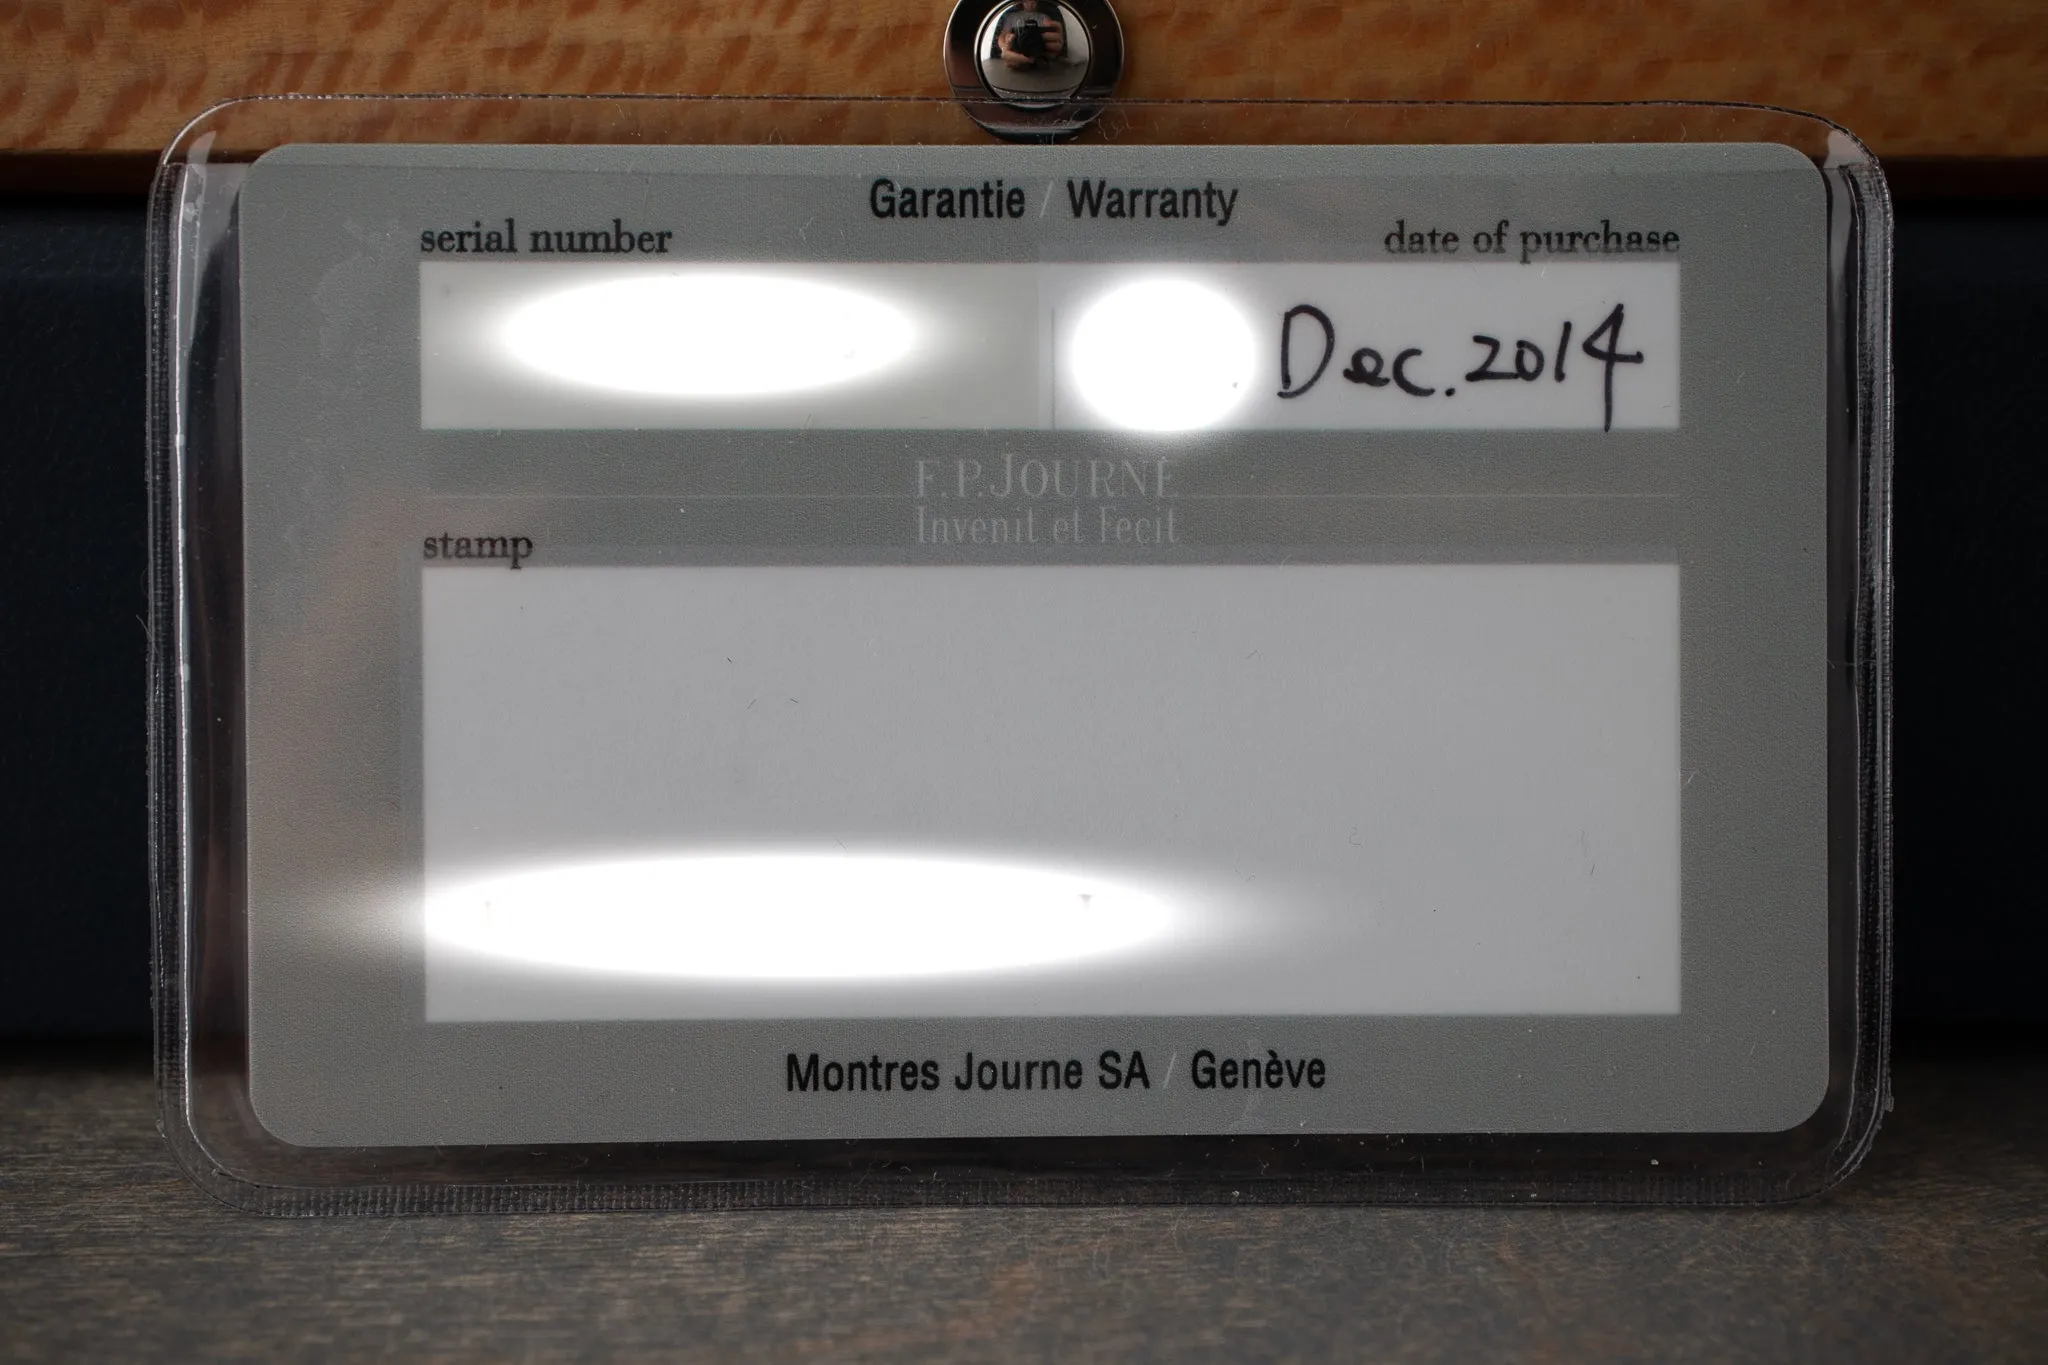 Garantie / Warranty
serial number
date of purchase
Dec. 2014
F.P.JOURNE
Invenit et Fecit
stamp
Montres Journe SA / Genève